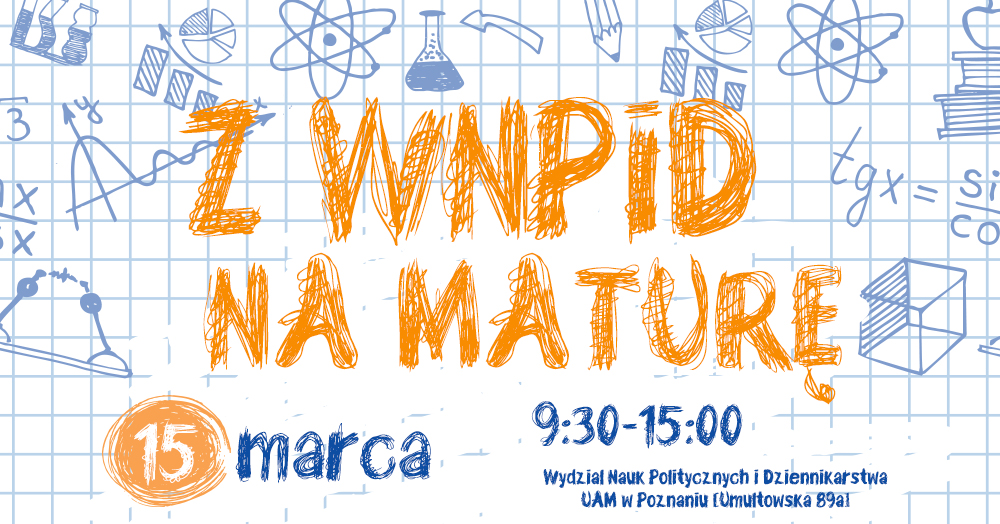 y
x
3
Z WNPID
tgx = si
co
NA MATURĘ
15 marca
9:30-15:00
Wydział Nauk Politycznych i Dziennikarstwa
UAM w Poznaniu [Umultowska 89a]